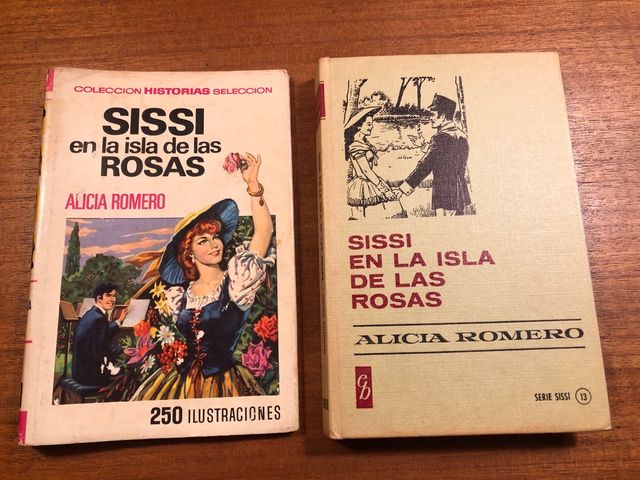 COLECCION HISTORIAS SELECCION
SISSI
en la isla de las
ROSAS
ALICIA ROMERO
250 ILUSTRACIONES
SISSI
EN LA ISLA
DE LAS
ROSAS
ALICIA ROMERO
eb
SERIE SISSI 13